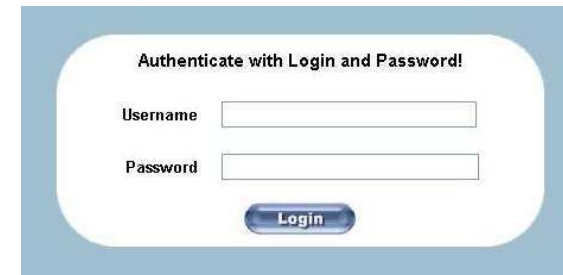 Authenticate with Login and Password!
Username
Password
Login